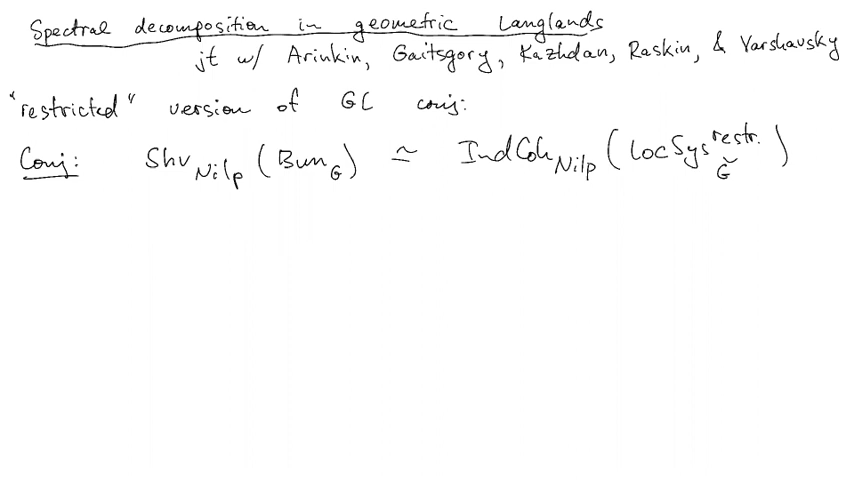 Spectral decomposition in geometric Langlands
jt w/ Arinkin, Gaitsgory, Kazhdan, Raskin, & Varshavsky
"restricted" version of GL conj:
Conj: Shv_Nilp (Bun_G) ≃ IndCoh_Nilp (LocSys^restr._Ğ)